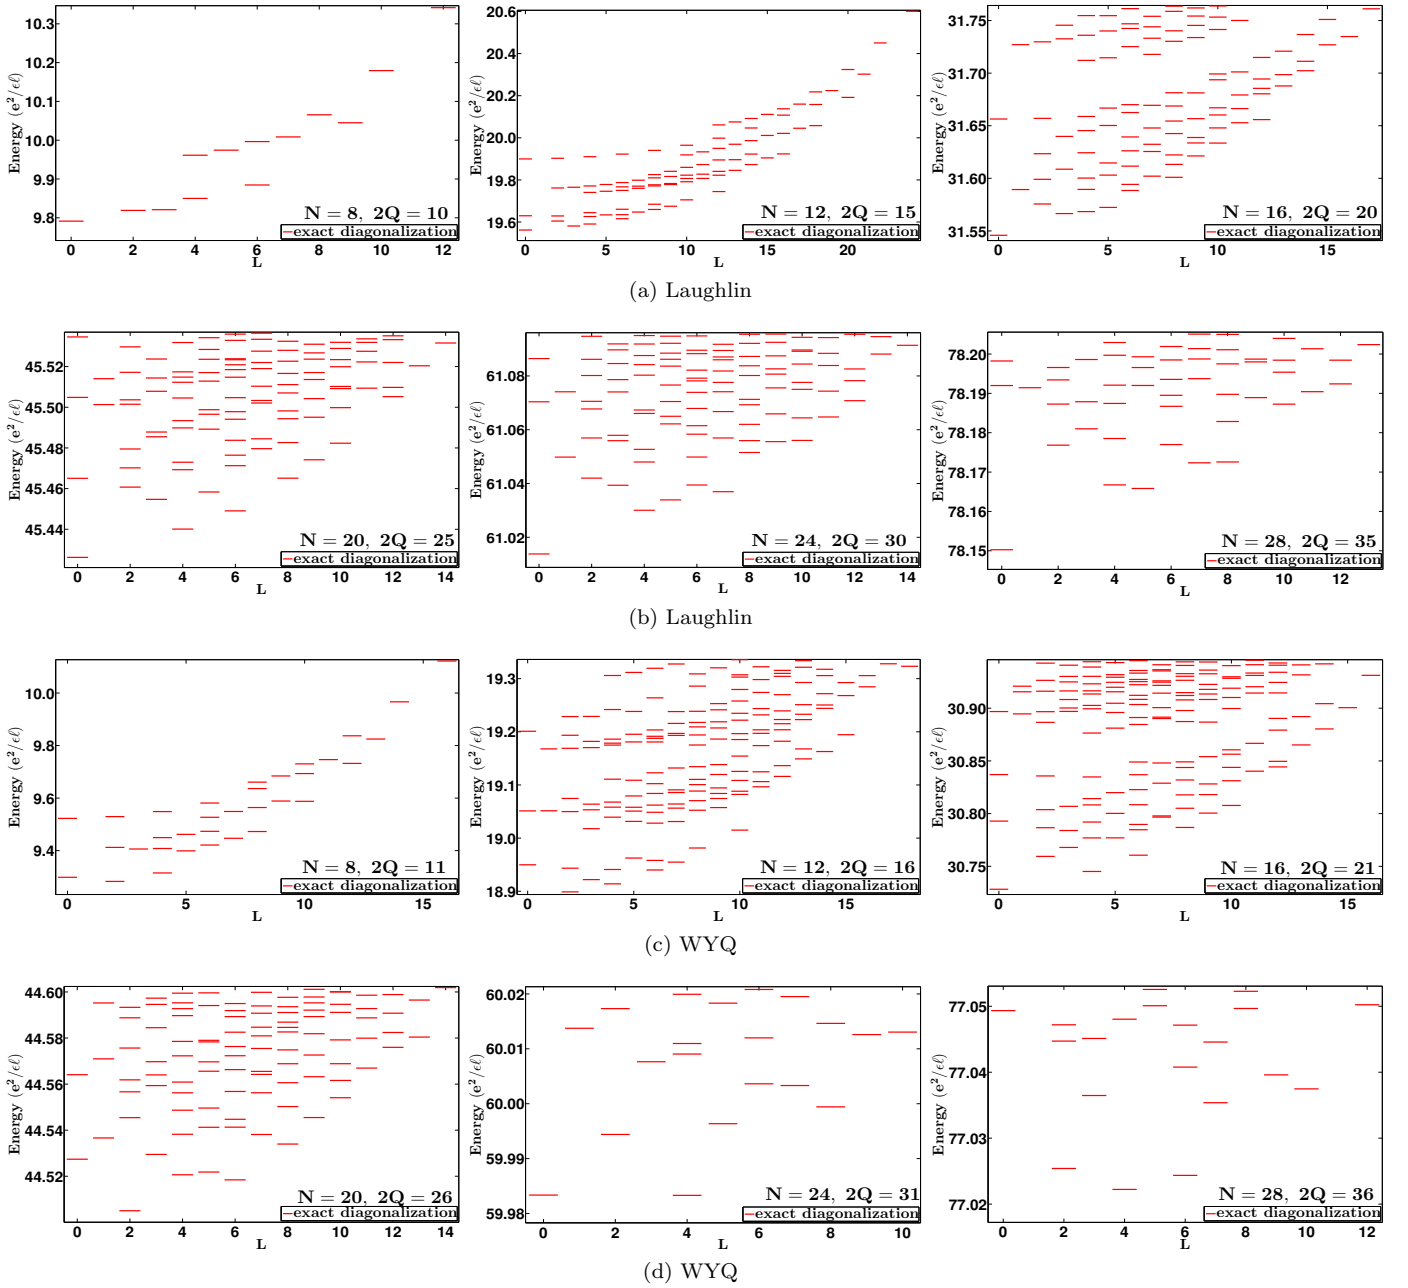 10.3
10.2
10.1
10.0
9.9
9.8
Energy (e²/ϵℓ)
0 2 4 6 8 10 12
L
N = 8, 2Q = 10
exact diagonalization
20.6
20.4
20.2
20.0
19.8
19.6
Energy (e²/ϵℓ)
0 5 10 15 20
L
N = 12, 2Q = 15
exact diagonalization
31.75
31.70
31.65
31.60
31.55
Energy (e²/ϵℓ)
0 5 10 15
L
N = 16, 2Q = 20
exact diagonalization
(a) Laughlin
45.52
45.50
45.48
45.46
45.44
Energy (e²/ϵℓ)
0 2 4 6 8 10 12 14
L
N = 20, 2Q = 25
exact diagonalization
61.08
61.06
61.04
61.02
Energy (e²/ϵℓ)
0 2 4 6 8 10 12 14
L
N = 24, 2Q = 30
exact diagonalization
78.20
78.19
78.18
78.17
78.16
78.15
Energy (e²/ϵℓ)
0 2 4 6 8 10 12
L
N = 28, 2Q = 35
exact diagonalization
(b) Laughlin
10.0
9.8
9.6
9.4
Energy (e²/ϵℓ)
0 5 10 15
L
N = 8, 2Q = 11
exact diagonalization
19.3
19.2
19.1
19.0
18.9
Energy (e²/ϵℓ)
0 5 10 15
L
N = 12, 2Q = 16
exact diagonalization
30.90
30.85
30.80
30.75
Energy (e²/ϵℓ)
0 5 10 15
L
N = 16, 2Q = 21
exact diagonalization
(c) WYQ
44.60
44.58
44.56
44.54
44.52
Energy (e²/ϵℓ)
0 2 4 6 8 10 12 14
L
N = 20, 2Q = 26
exact diagonalization
60.02
60.01
60.00
59.99
59.98
Energy (e²/ϵℓ)
0 2 4 6 8 10
L
N = 24, 2Q = 31
exact diagonalization
77.05
77.04
77.03
77.02
Energy (e²/ϵℓ)
0 2 4 6 8 10 12
L
N = 28, 2Q = 36
exact diagonalization
(d) WYQ